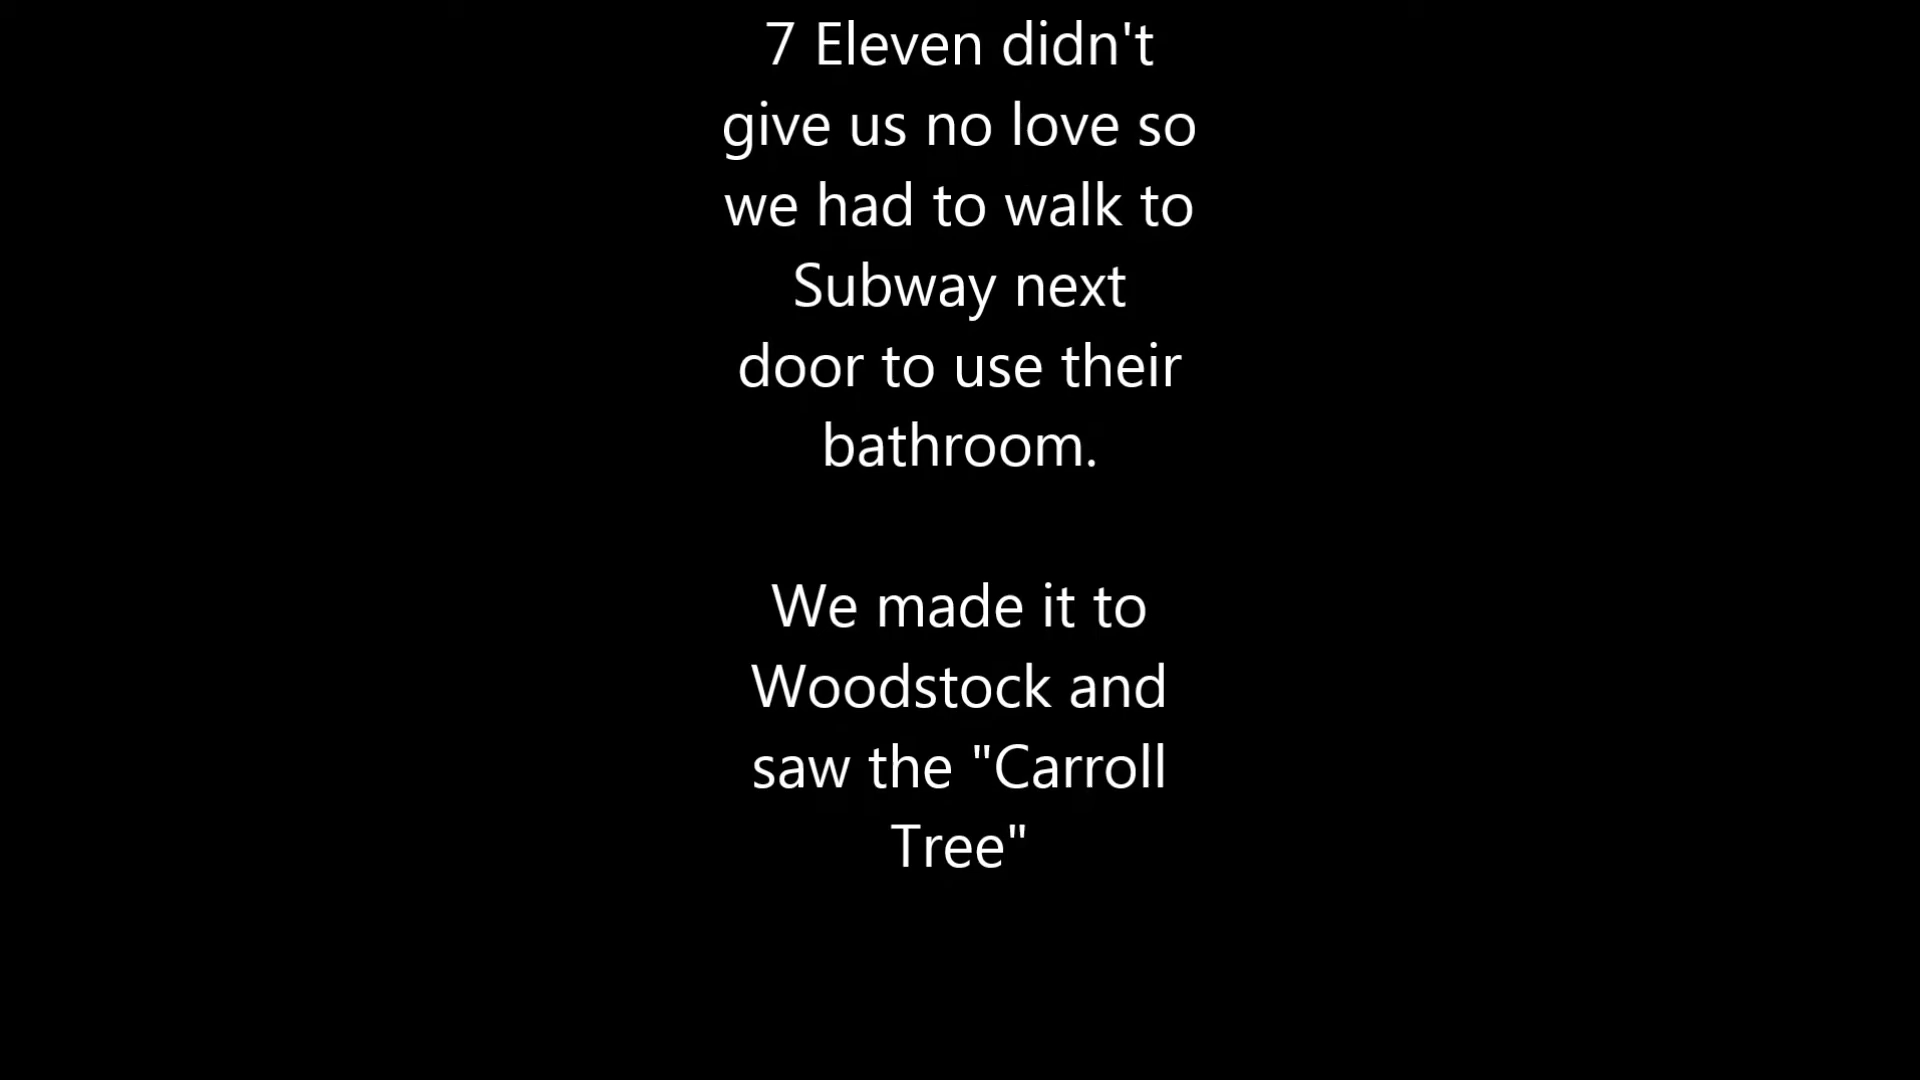 7 Eleven didn't
give us no love so
we had to walk to
Subway next
door to use their
bathroom.
We made it to
Woodstock and
saw the "Carroll
Tree"